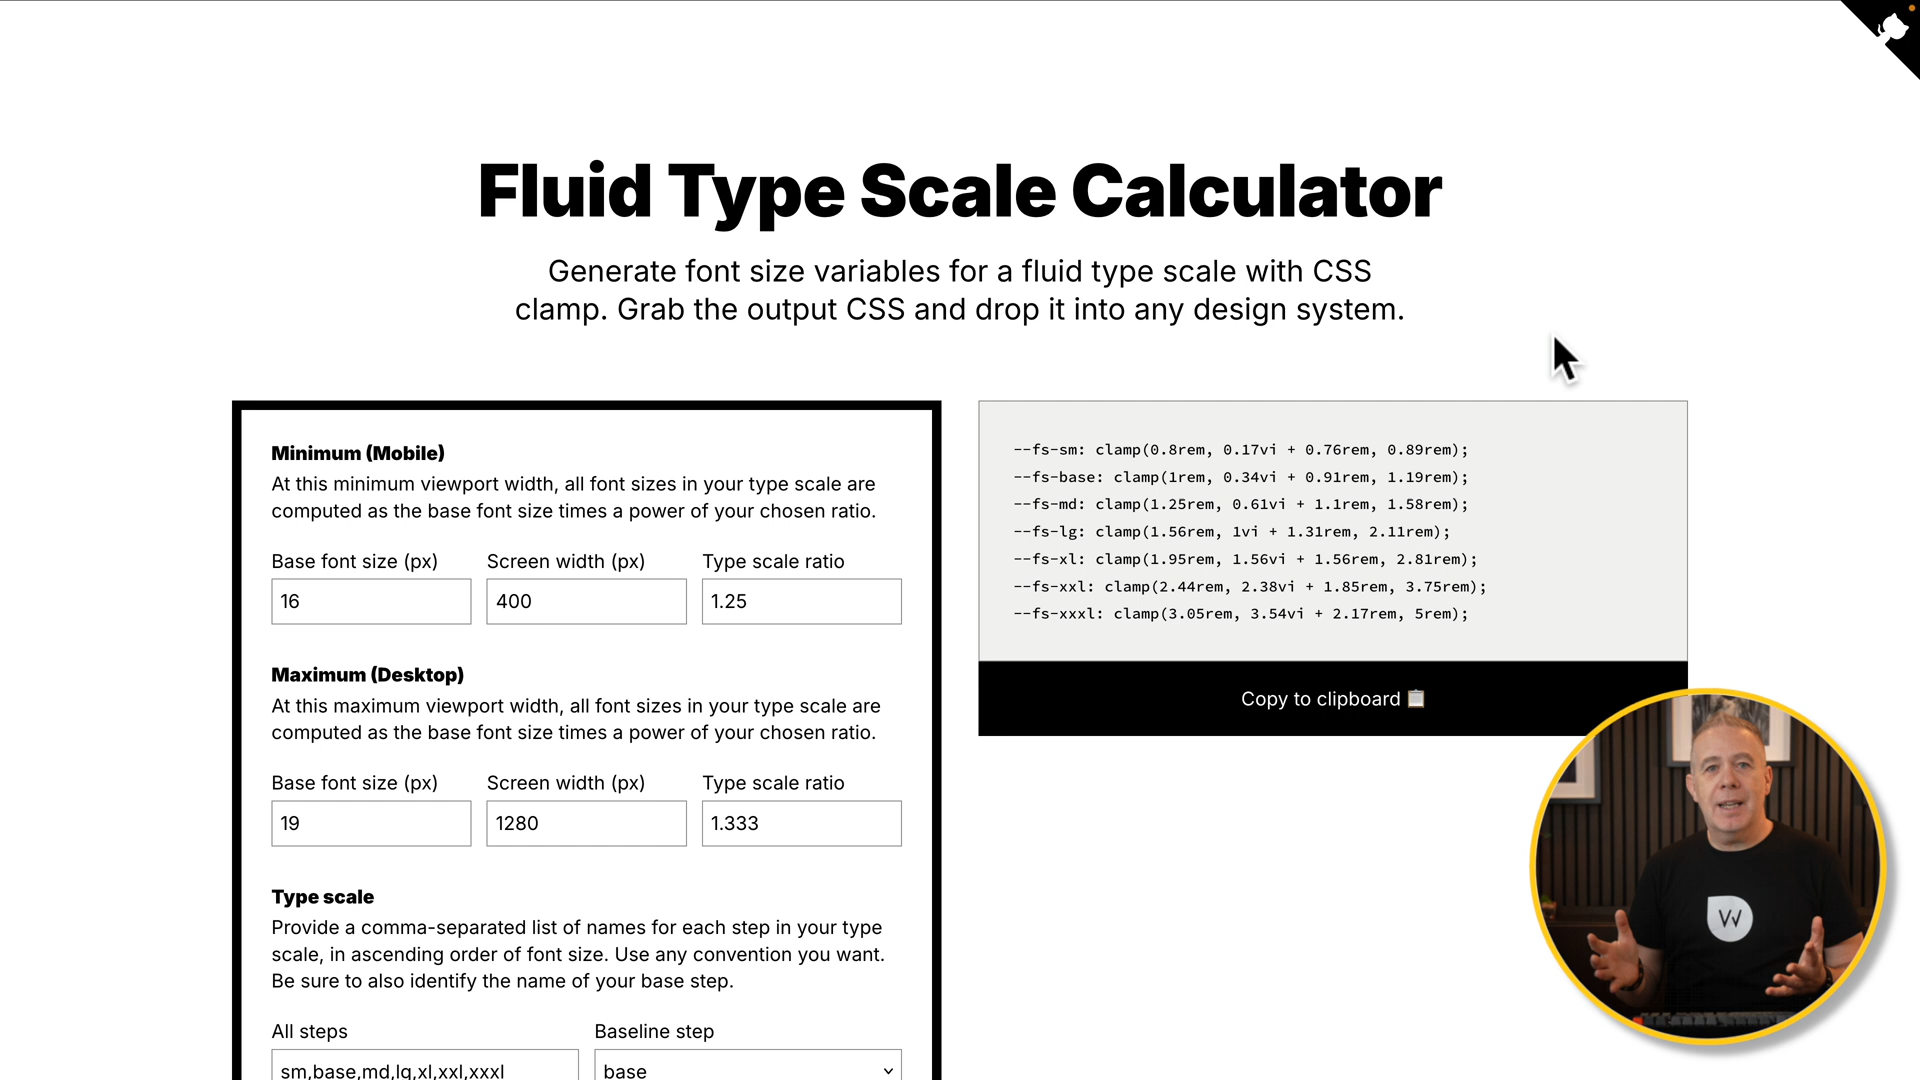 Fluid Type Scale Calculator
Generate font size variables for a fluid type scale with CSS
clamp. Grab the output CSS and drop it into any design system.
Minimum (Mobile)
At this minimum viewport width, all font sizes in your type scale are
computed as the base font size times a power of your chosen ratio.
Base font size (px) Screen width (px) Type scale ratio
16 400 1.25
Maximum (Desktop)
At this maximum viewport width, all font sizes in your type scale are
computed as the base font size times a power of your chosen ratio.
Base font size (px) Screen width (px) Type scale ratio
19 1280 1.333
Type scale
Provide a comma-separated list of names for each step in your type
scale, in ascending order of font size. Use any convention you want.
Be sure to also identify the name of your base step.
All steps Baseline step
sm,base,md,lg,xl,xxl,xxxl base
--fs-sm: clamp(0.8rem, 0.17vi + 0.76rem, 0.89rem);
--fs-base: clamp(1rem, 0.34vi + 0.91rem, 1.19rem);
--fs-md: clamp(1.25rem, 0.61vi + 1.1rem, 1.58rem);
--fs-lg: clamp(1.56rem, 1vi + 1.31rem, 2.11rem);
--fs-xl: clamp(1.95rem, 1.56vi + 1.56rem, 2.81rem);
--fs-xxl: clamp(2.44rem, 2.38vi + 1.85rem, 3.75rem);
--fs-xxxl: clamp(3.05rem, 3.54vi + 2.17rem, 5rem);
Copy to clipboard
W